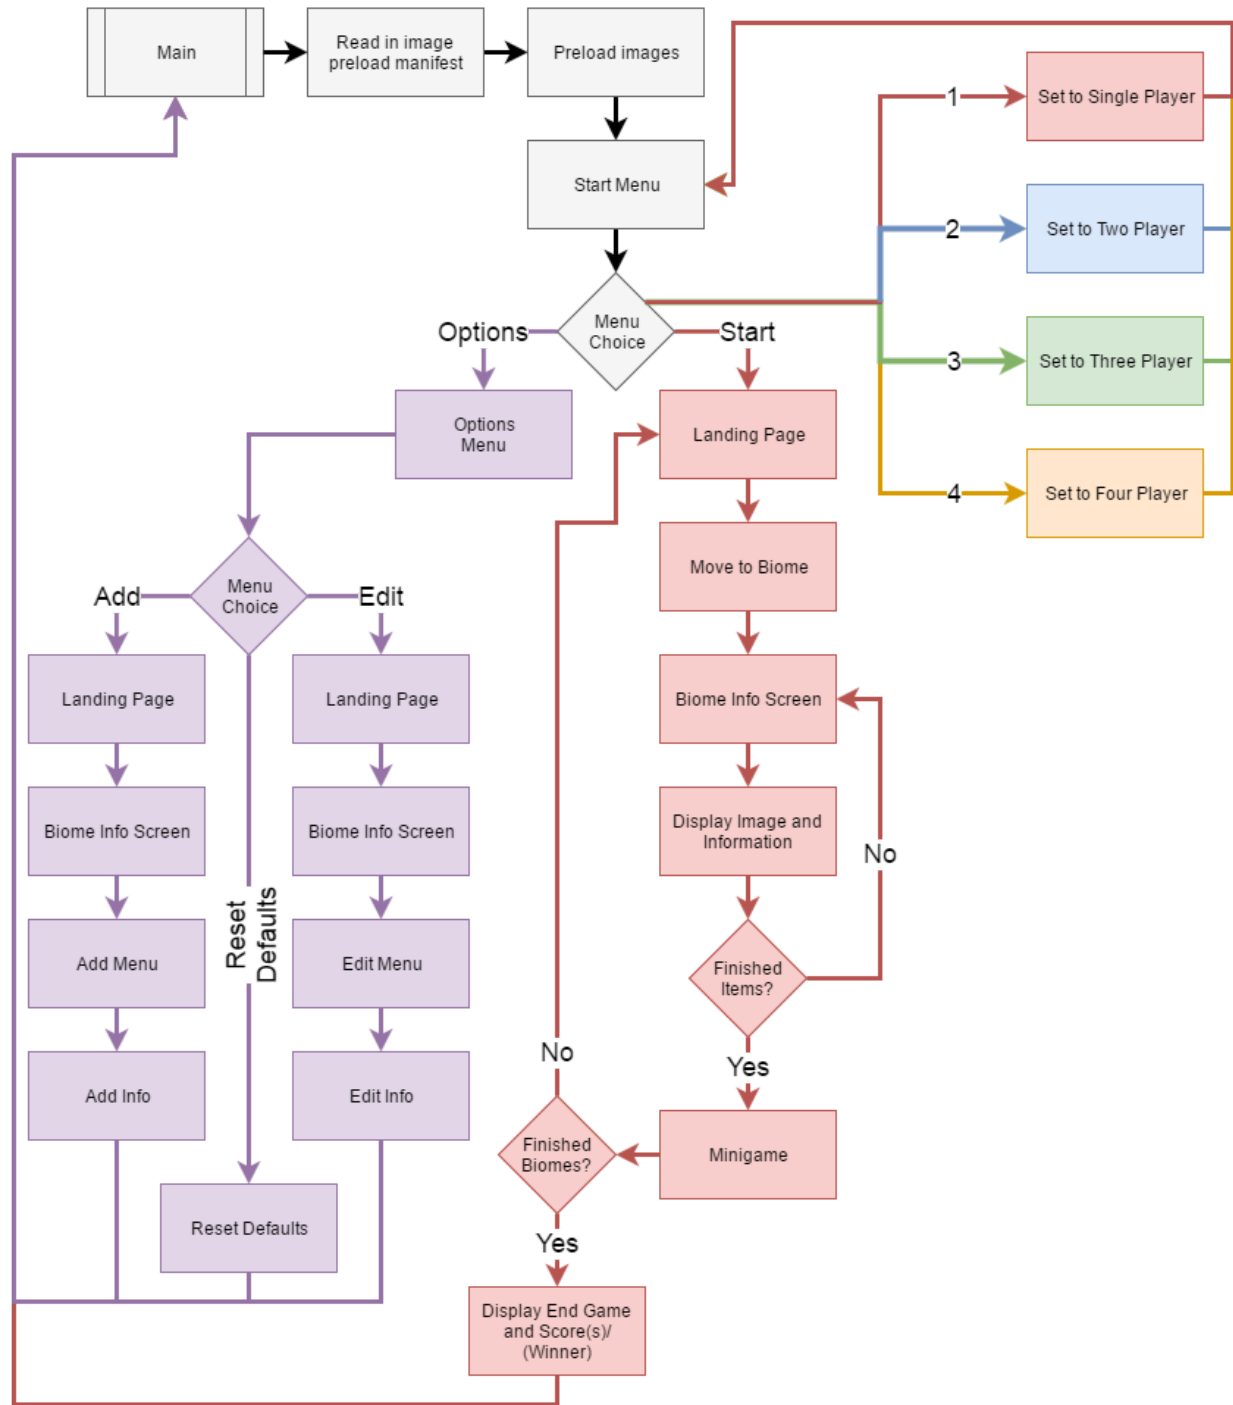 Main
Read in image
preload manifest
Preload images
1
Set to Single Player
Start Menu
2
Set to Two Player
Options
Menu
Choice
Start
3
Set to Three Player
Options
Menu
Landing Page
4
Set to Four Player
Move to Biome
Menu
Choice
Add
Edit
Landing Page
Landing Page
Biome Info Screen
Biome Info Screen
Biome Info Screen
Display Image and
Information
No
Reset
Defaults
Add Menu
Edit Menu
Finished
Items?
Yes
No
Add Info
Edit Info
Finished
Biomes?
Minigame
Reset Defaults
Yes
Display End Game
and Score(s)/
(Winner)